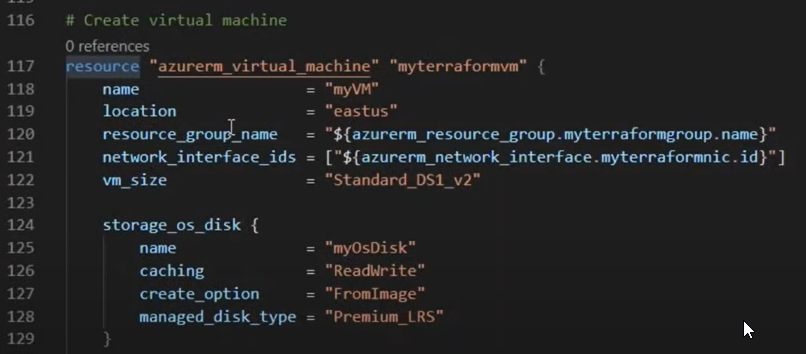 116 # Create virtual machine
0 references
117 resource "azurerm_virtual_machine" "myterraformvm" {
118 name = "myVM"
119 location = "eastus"
120 resource_group_name = "${azurerm_resource_group.myterraformgroup.name}"
121 network_interface_ids = ["${azurerm_network_interface.myterraformnic.id}"]
122 vm_size = "Standard_DS1_v2"
123
124 storage_os_disk {
125 name = "myOsDisk"
126 caching = "ReadWrite"
127 create_option = "FromImage"
128 managed_disk_type = "Premium_LRS"
129 }